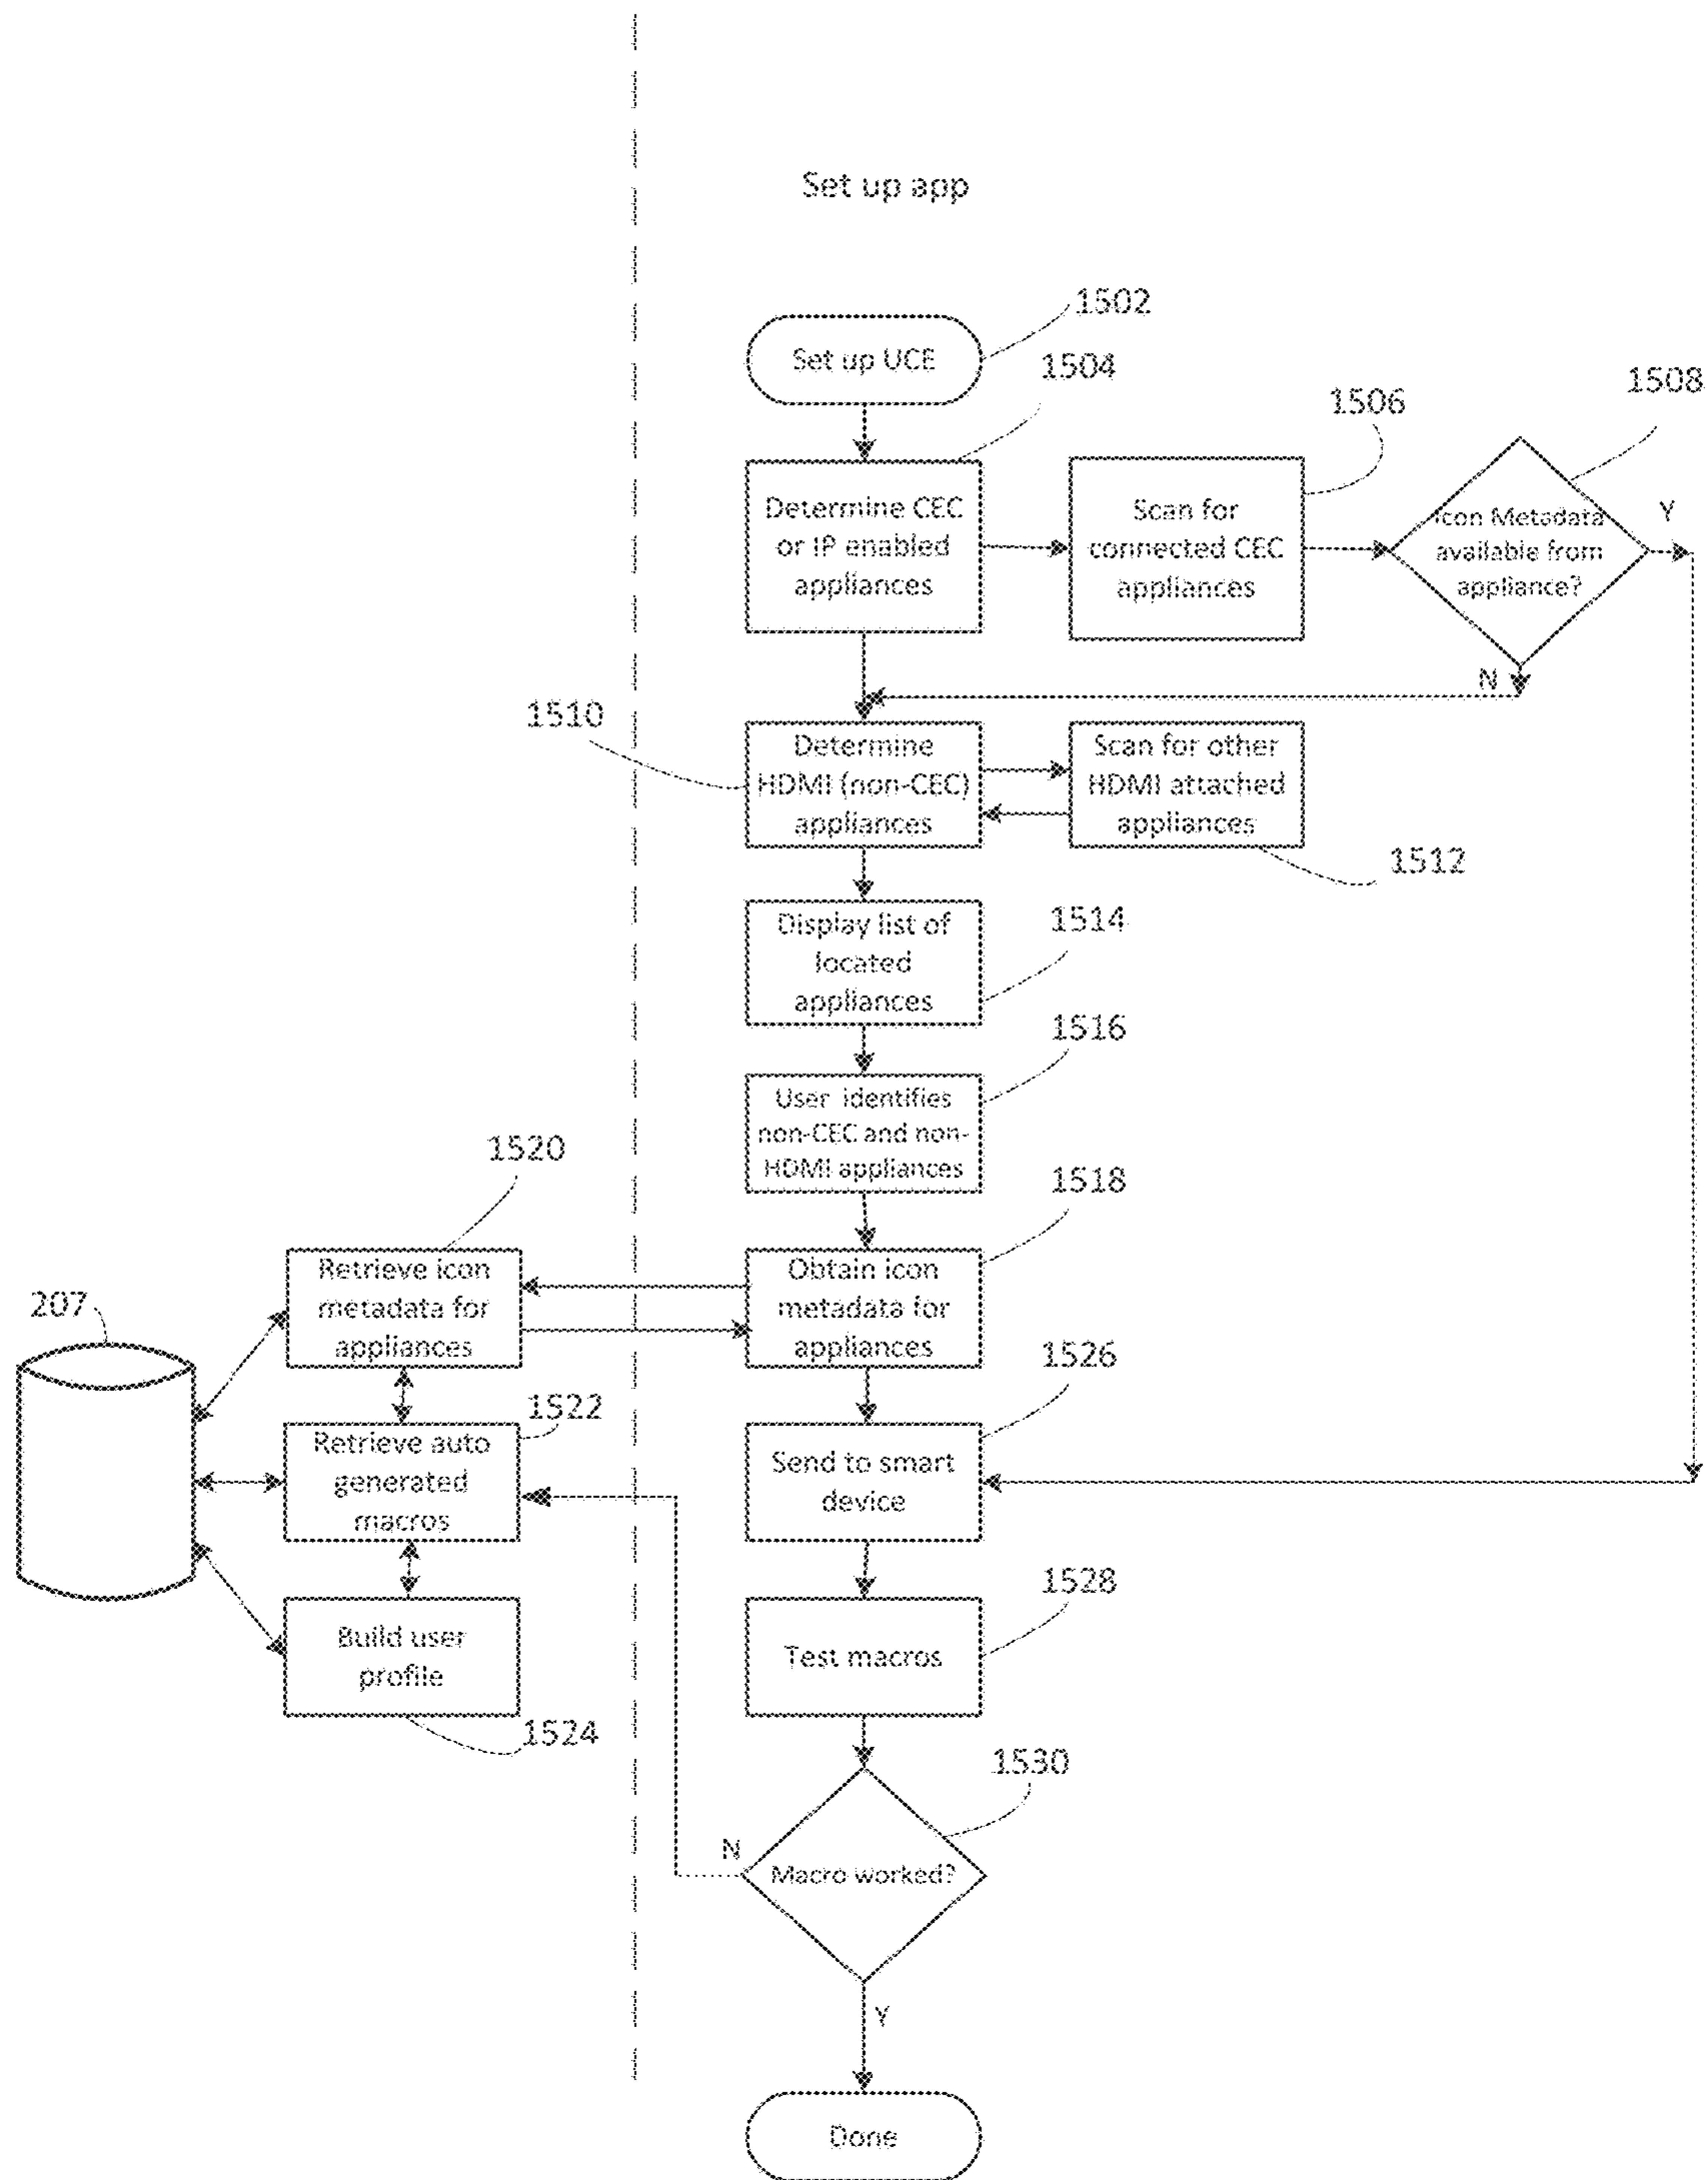 Set up app
1502
Set up UCE
1504
1506
1508
Determine CEC
or IP enabled
appliances
Scan for
connected CEC
appliances
Icon Metadata
available from
appliance?
Y
N
1510
Determine
HDMI (non-CEC)
appliances
Scan for other
HDMI attached
appliances
1512
Display list of
located
appliances
1514
1516
User identifies
non-CEC and non-
HDMI appliances
1518
1520
Retrieve icon
metadata for
appliances
Obtain icon
metadata for
appliances
207
1526
1522
Retrieve auto
generated
macros
Send to smart
device
1528
Build user
profile
Test macros
1524
1530
N
Macro worked?
Y
Done